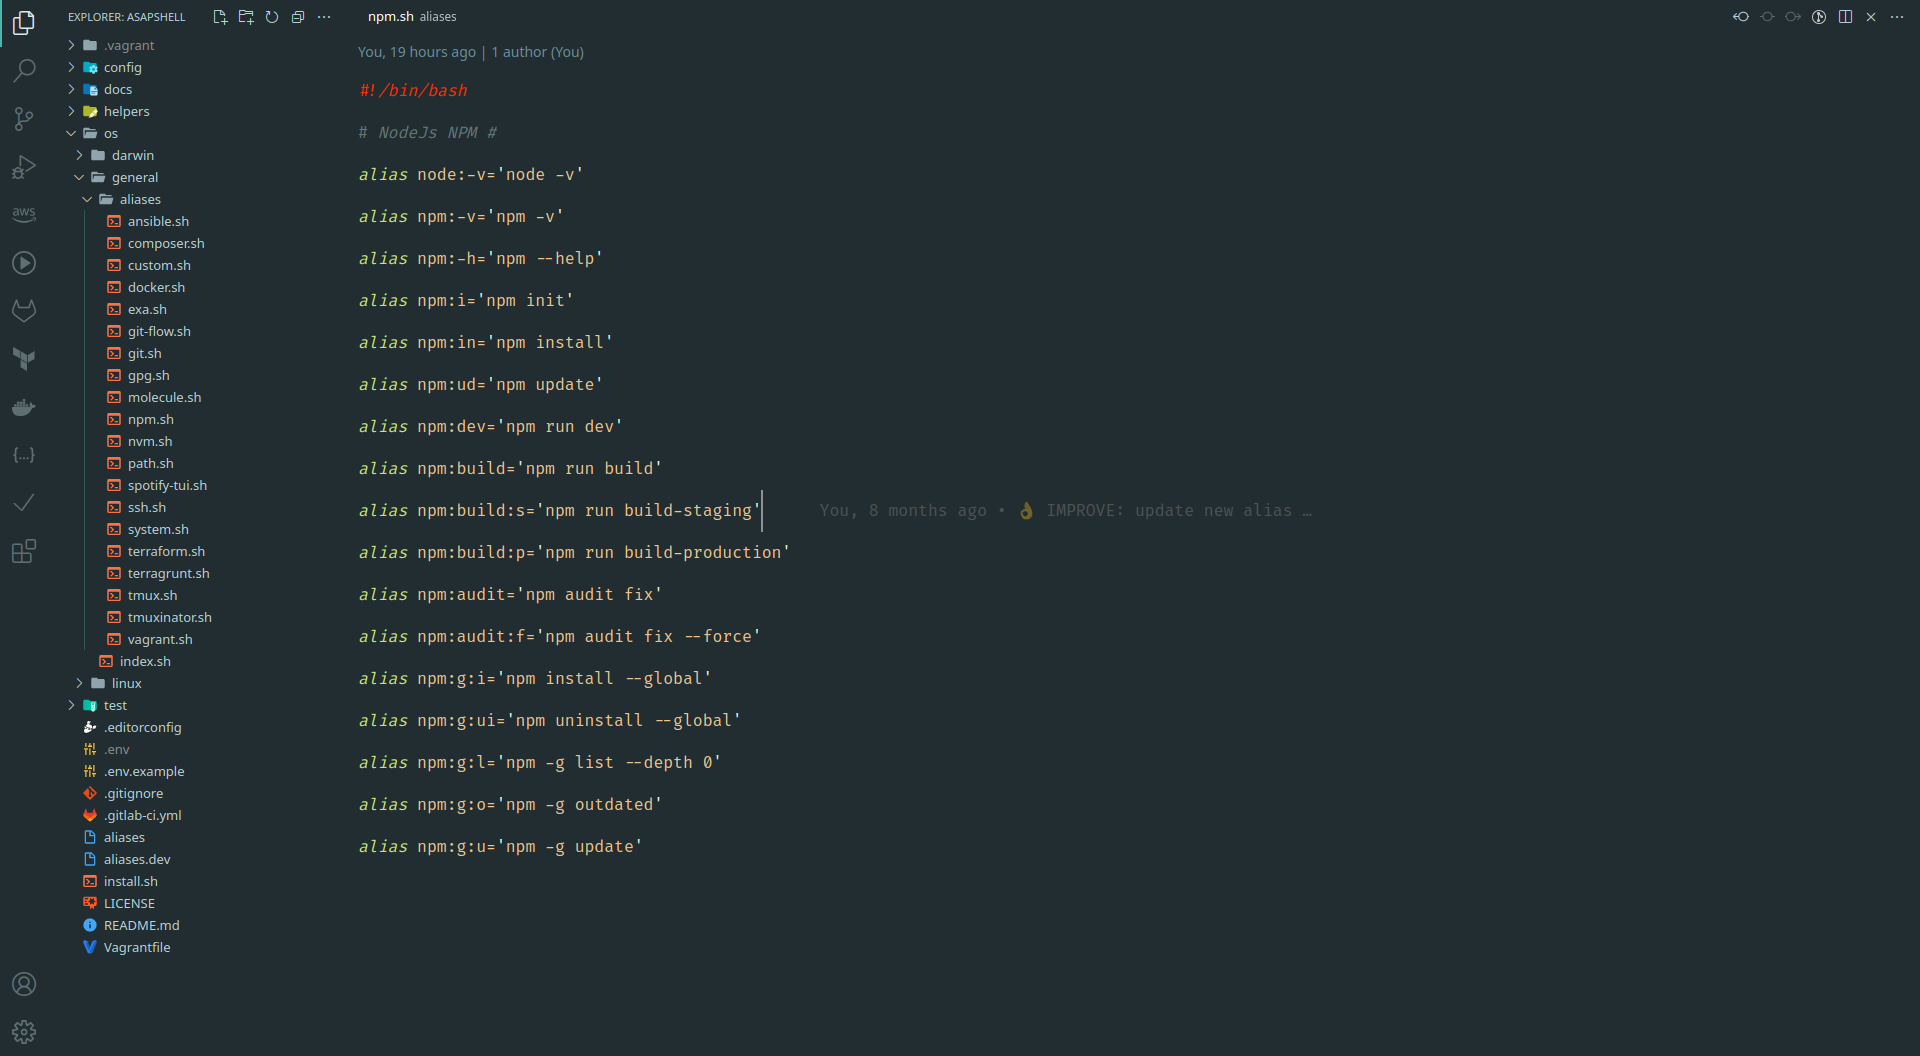 EXPLORER: ASAPSHELL
npm.sh aliases
.vagrant
config
docs
helpers
os
darwin
general
aliases
ansible.sh
composer.sh
custom.sh
docker.sh
exa.sh
git-flow.sh
git.sh
gpg.sh
molecule.sh
npm.sh
nvm.sh
path.sh
spotify-tui.sh
ssh.sh
system.sh
terraform.sh
terragrunt.sh
tmux.sh
tmuxinator.sh
vagrant.sh
index.sh
linux
test
.editorconfig
.env
.env.example
.gitignore
.gitlab-ci.yml
aliases
aliases.dev
install.sh
LICENSE
README.md
Vagrantfile
aws
You, 19 hours ago | 1 author (You)
#!/bin/bash
# NodeJs NPM #
alias node:-v='node -v'
alias npm:-v='npm -v'
alias npm:-h='npm --help'
alias npm:i='npm init'
alias npm:in='npm install'
alias npm:ud='npm update'
alias npm:dev='npm run dev'
alias npm:build='npm run build'
alias npm:build:s='npm run build-staging' You, 8 months ago • 👌 IMPROVE: update new alias …
alias npm:build:p='npm run build-production'
alias npm:audit='npm audit fix'
alias npm:audit:f='npm audit fix --force'
alias npm:g:i='npm install --global'
alias npm:g:ui='npm uninstall --global'
alias npm:g:l='npm -g list --depth 0'
alias npm:g:o='npm -g outdated'
alias npm:g:u='npm -g update'